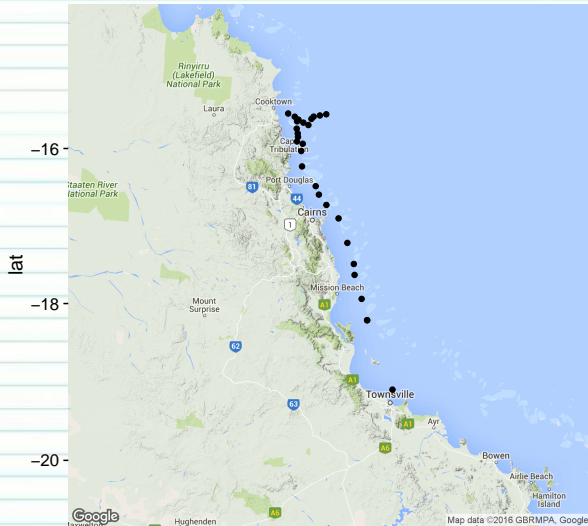 Rinyirru
(Lakefield)
National Park
Cooktown
Laura
−16
Cape
Tribulation
Port Douglas
81
Staaten River
National Park
44
Cairns
1
lat
Mission Beach
Mount
Surprise
A1
−18
62
A1
63
Townsville
A1
Ayr
A6
Bowen
−20
Airlie Beach
Hamilton
Island
A6
Google
Hughenden
Map data ©2016 GBRMPA, Goog